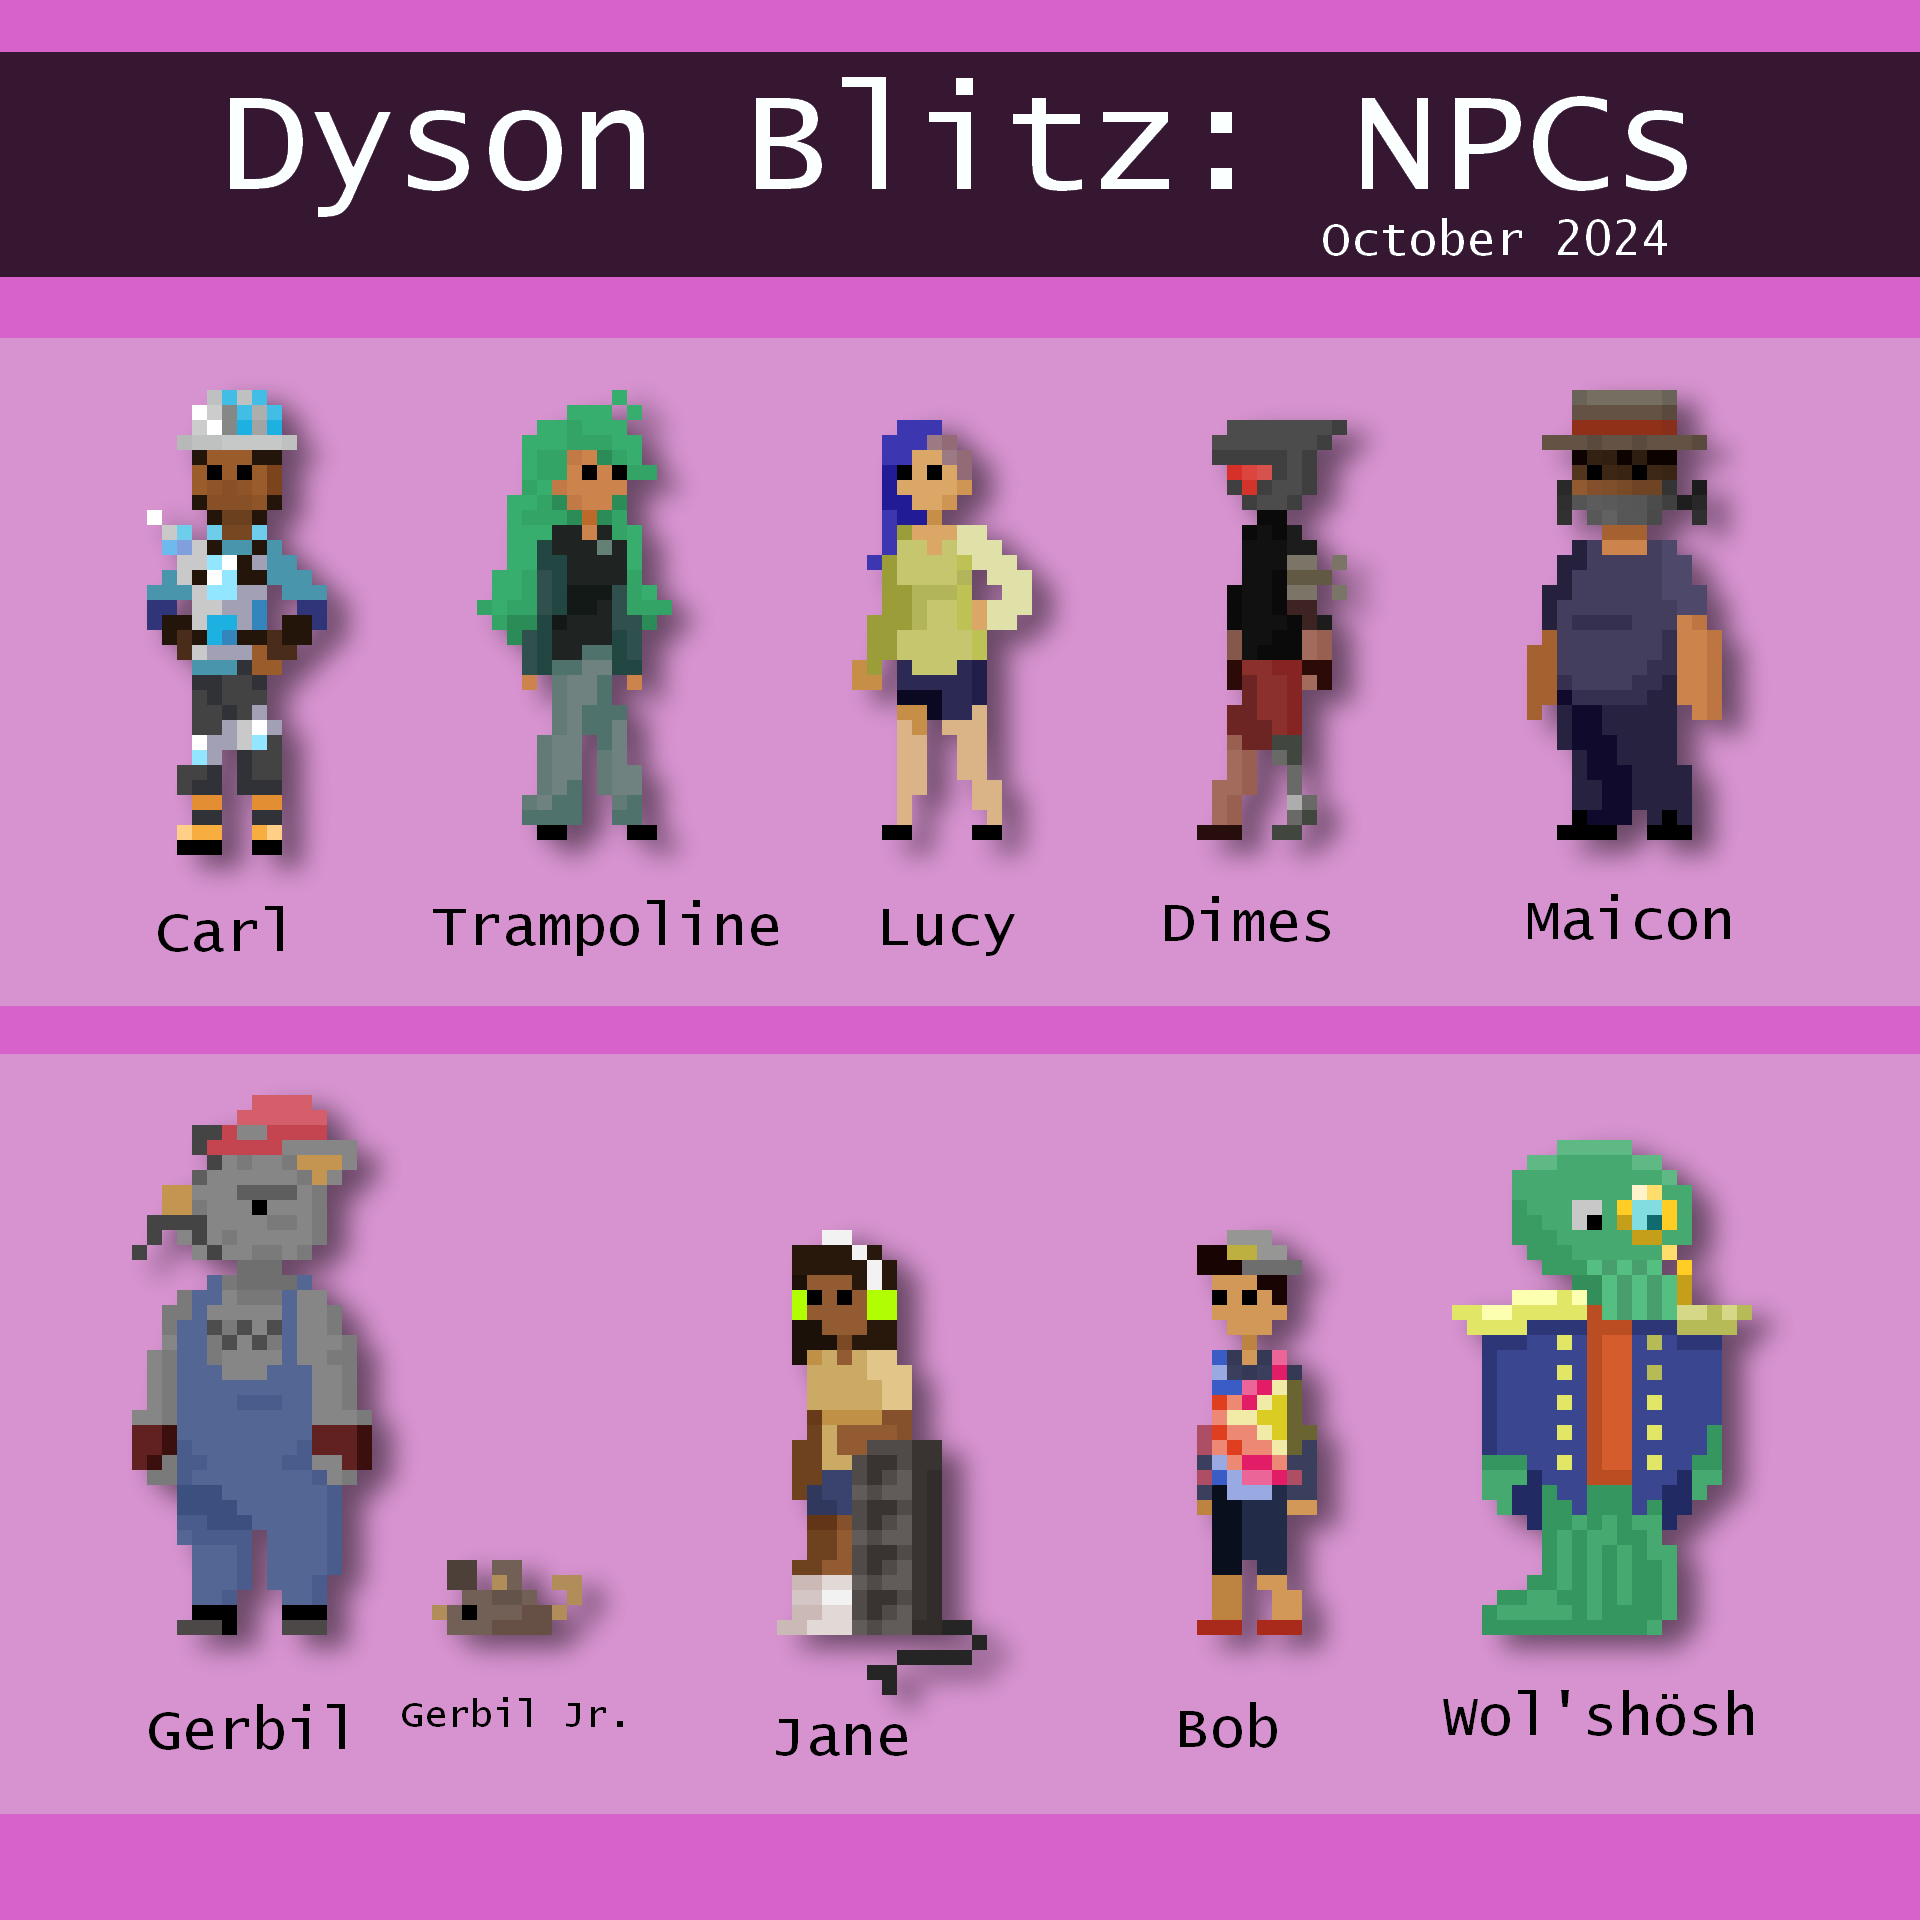 Dyson Blitz: NPCs
October 2024
Carl
Trampoline
Lucy
Dimes
Maicon
Gerbil
Gerbil Jr.
Jane
Bob
Wol'shösh